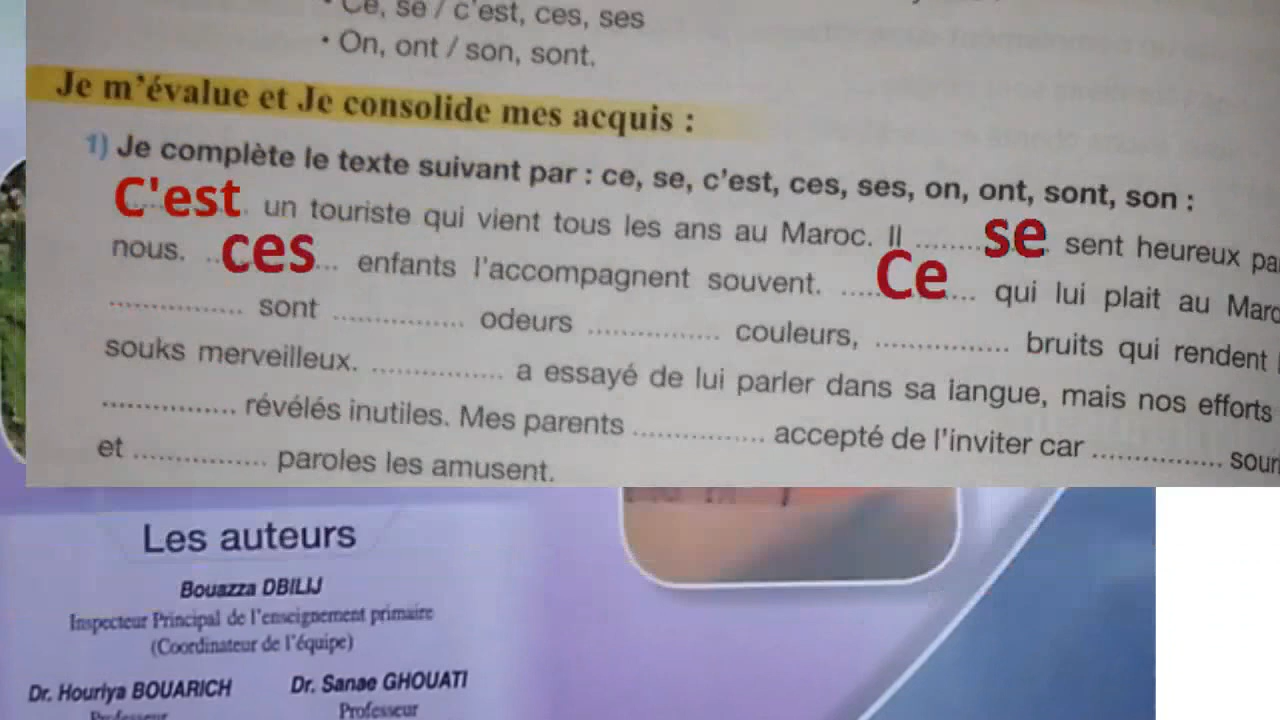 • Ce, se / c'est, ces, ses
• On, ont / son, sont.
Je m'évalue et Je consolide mes acquis :
1) Je complète le texte suivant par : ce, se, c'est, ces, ses, on, ont, sont, son :
C'est un touriste qui vient tous les ans au Maroc. Il ........ se sent heureux pa
nous. ..ces... enfants l'accompagnent souvent. .....Ce... qui lui plait au Maro
................ sont ................ odeurs ................ couleurs, ................ bruits qui rendent
souks merveilleux. ................ a essayé de lui parler dans sa langue, mais nos efforts
................ révélés inutiles. Mes parents ................ accepté de l'inviter car ................ sour
et ................ paroles les amusent.
Les auteurs
Bouazza DBILIJ
Inspecteur Principal de l'enseignement primaire
(Coordinateur de l'équipe)
Dr. Houriya BOUARICH
Dr. Sanae GHOUATI
Professeur
Professeur